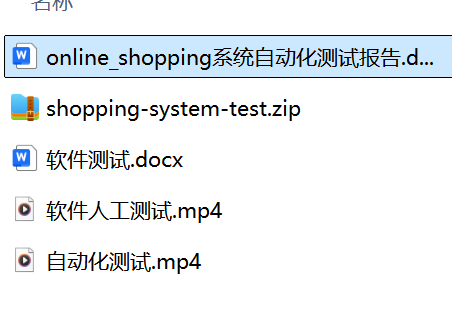 名称
online_shopping系统自动化测试报告.d...
shopping-system-test.zip
软件测试.docx
软件人工测试.mp4
自动化测试.mp4